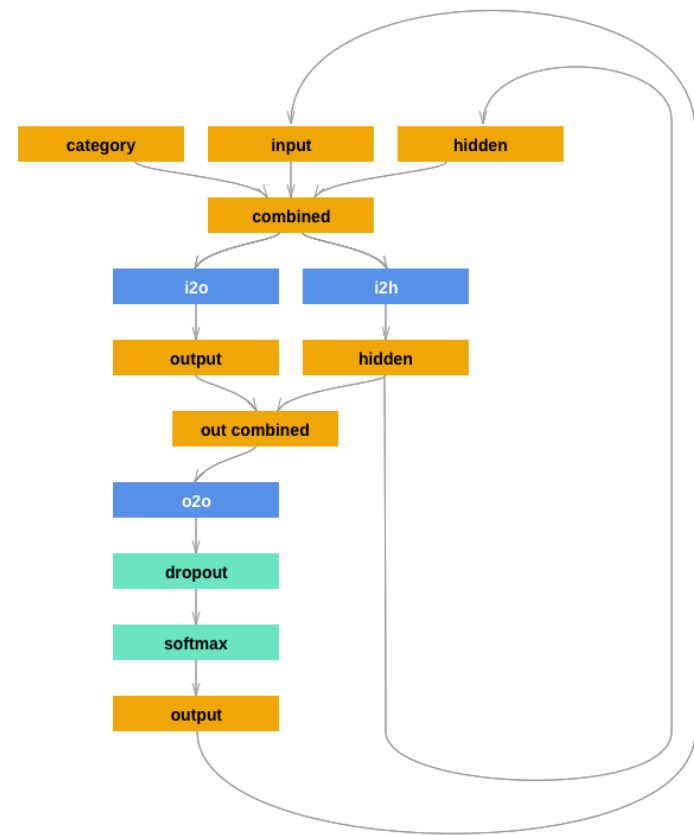 category
input
hidden
combined
i2o
i2h
output
hidden
out combined
o2o
dropout
softmax
output